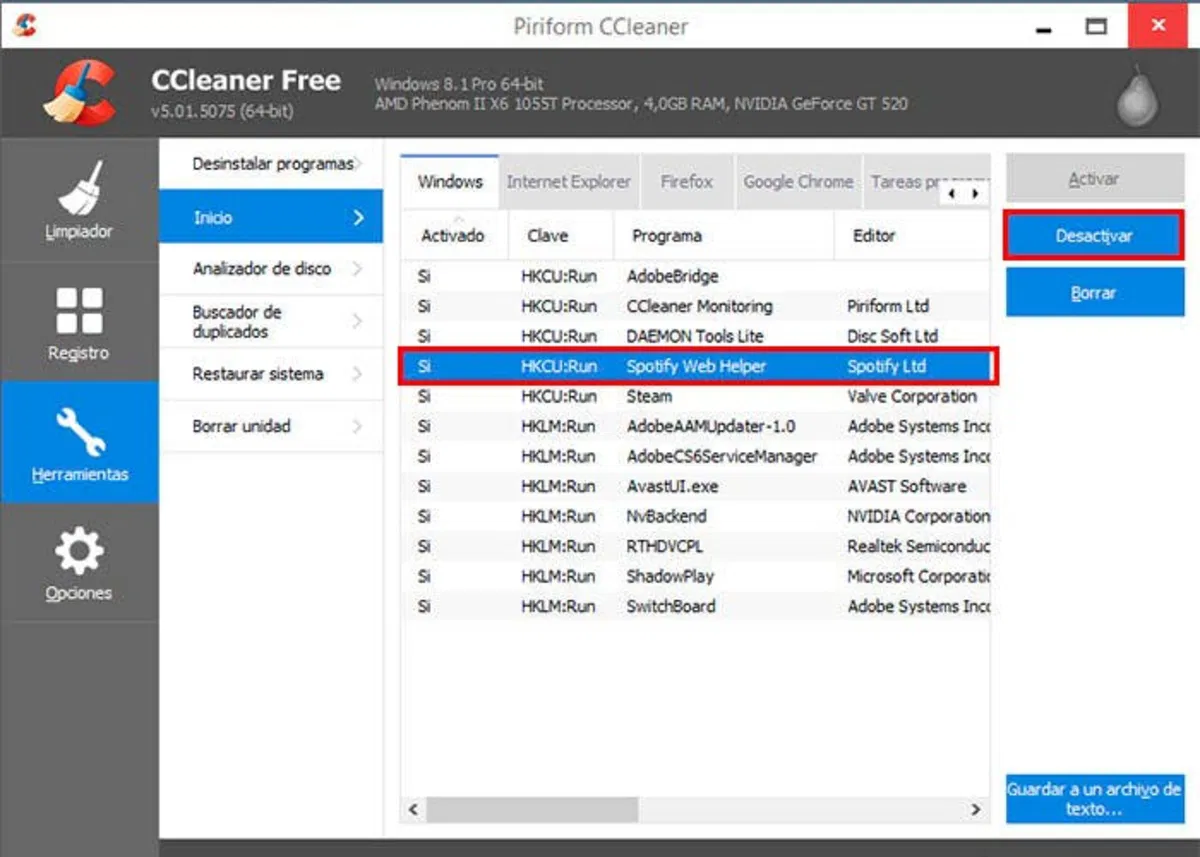 Piriform CCleaner
CCleaner Free
v5.01.5075 (64-bit)
Windows 8.1 Pro 64-bit
AMD Phenom II X6 1055T Processor, 4,0GB RAM, NVIDIA GeForce GT 520
Limpiador
Registro
Herramientas
Opciones
Desinstalar programas
Inicio
Analizador de disco
Buscador de
duplicados
Restaurar sistema
Borrar unidad
Windows Internet Explorer Firefox Google Chrome Tareas
Activado Clave Programa Editor
Si HKCU:Run AdobeBridge
Si HKCU:Run CCleaner Monitoring Piriform Ltd
Si HKCU:Run DAEMON Tools Lite Disc Soft Ltd
Si HKCU:Run Spotify Web Helper Spotify Ltd
Si HKCU:Run Steam Valve Corporation
Si HKLM:Run AdobeAAMUpdater-1.0 Adobe Systems Inc
Si HKLM:Run AdobeCS6ServiceManager Adobe Systems Inc
Si HKLM:Run AvastUI.exe AVAST Software
Si HKLM:Run NvBackend NVIDIA Corporation
Si HKLM:Run RTHDVCPL Realtek Semiconduc
Si HKLM:Run ShadowPlay Microsoft Corporati
Si HKLM:Run SwitchBoard Adobe Systems Inc
Activar
Desactivar
Borrar
Guardar a un archivo de
texto...